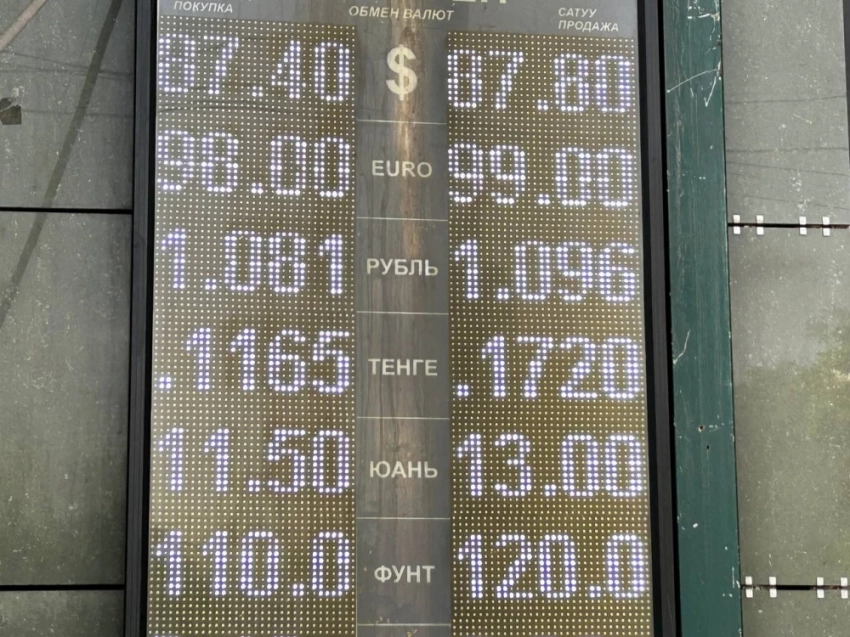 ПОКУПКА ОБМЕН ВАЛЮТ САТУУ
ПРОДАЖА
87.40 $ 87.80
98.00 EURO 99.00
1.081 РУБЛЬ 1.096
.1165 ТЕНГЕ .1720
11.50 ЮАНЬ 13.00
110.0 ФУНТ 120.0